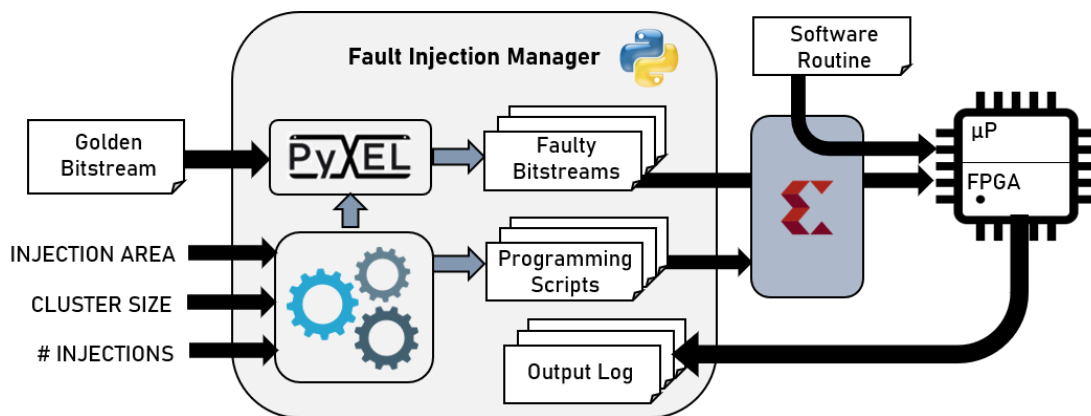 Fault Injection Manager
Software
Routine
Golden
Bitstream
PyXEL
Faulty
Bitstreams
µP
FPGA
INJECTION AREA
CLUSTER SIZE
# INJECTIONS
Programming
Scripts
Output Log